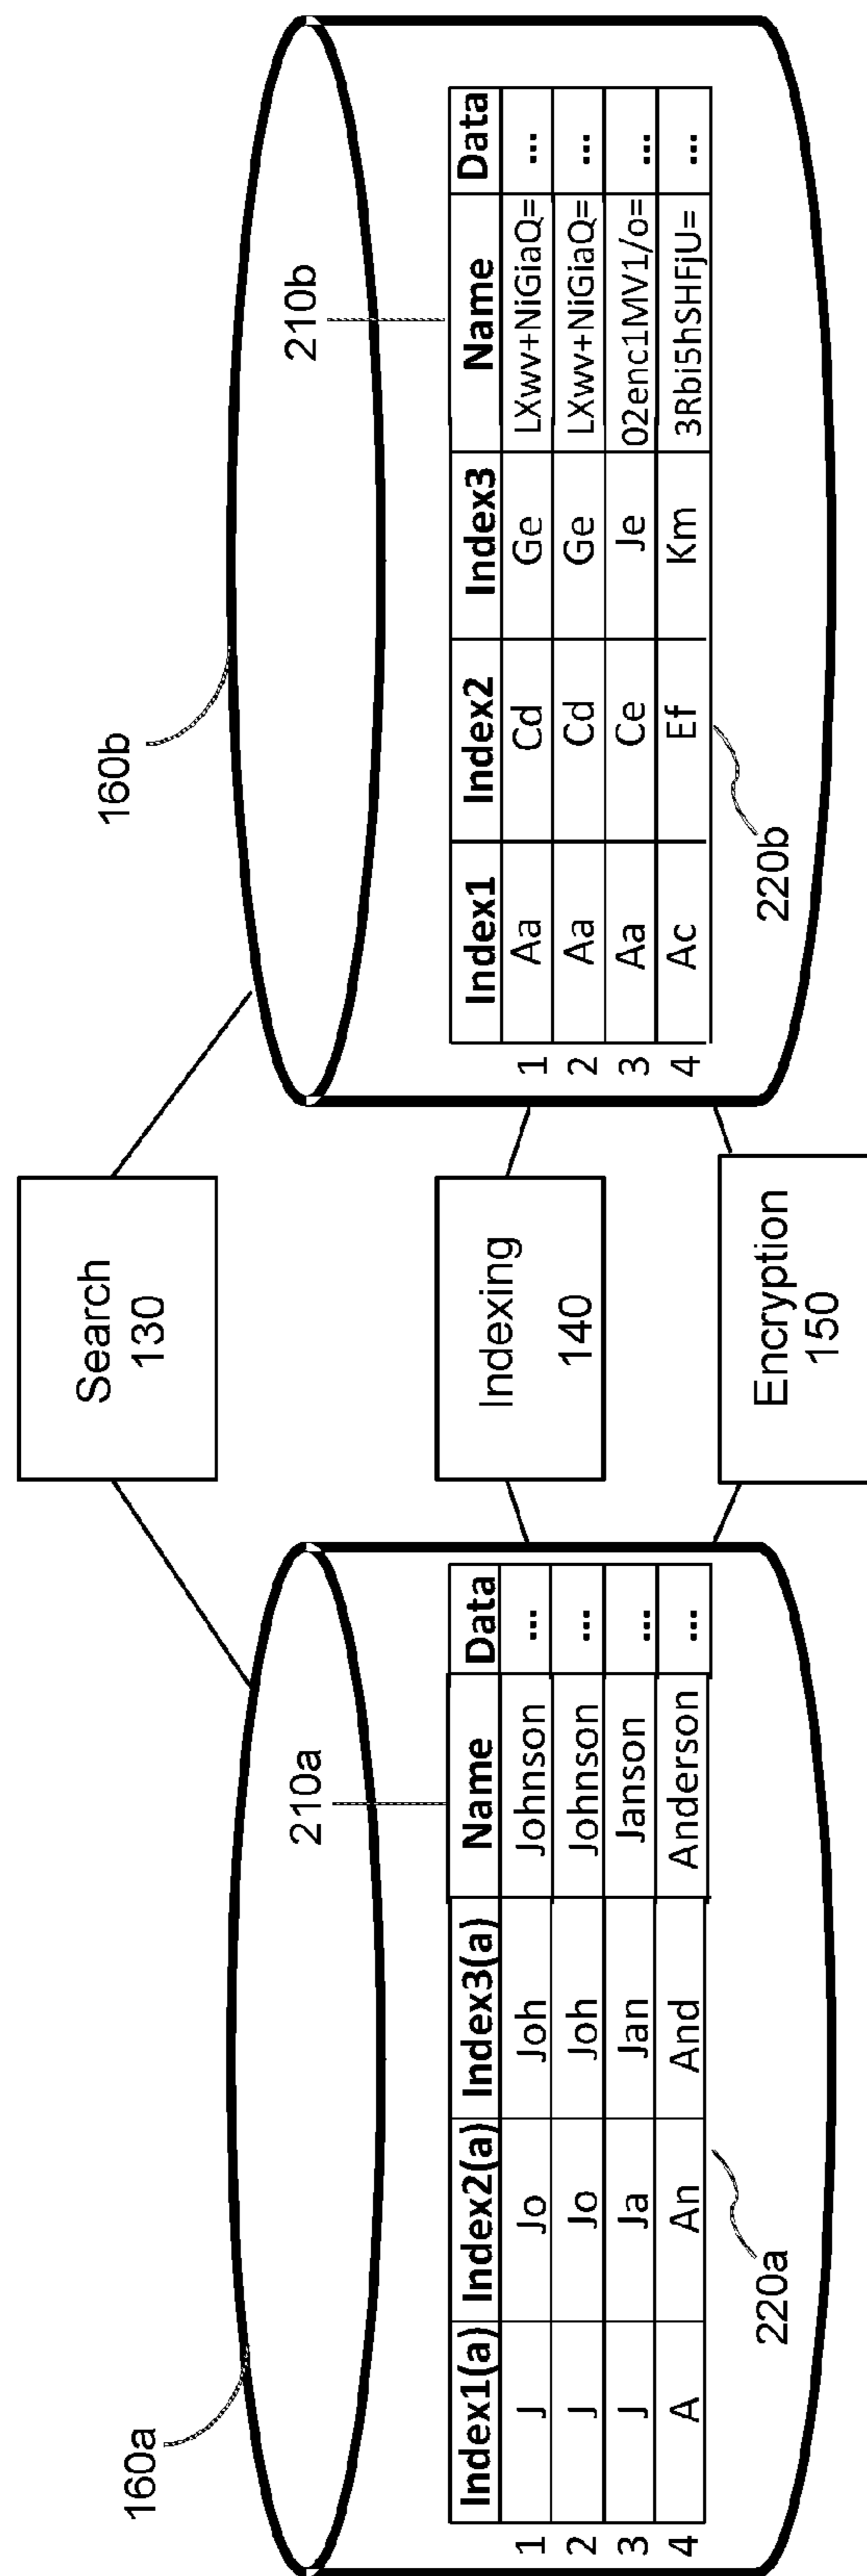 160a
210a
Index1(a) Index2(a) Index3(a) Name Data
1 J Jo Joh Johnson ...
2 J Jo Joh Johnson ...
3 J Ja Jan Janson ...
4 A An And Anderson ...
220a
Search
130
Indexing
140
Encryption
150
160b
210b
Index1 Index2 Index3 Name Data
1 Aa Cd Ge LXwv+NiGiaQ= ...
2 Aa Cd Ge LXwv+NiGiaQ= ...
3 Aa Ce Je 02enc1MV1/o= ...
4 Ac Ef Km 3Rbi5hSHFjU= ...
220b